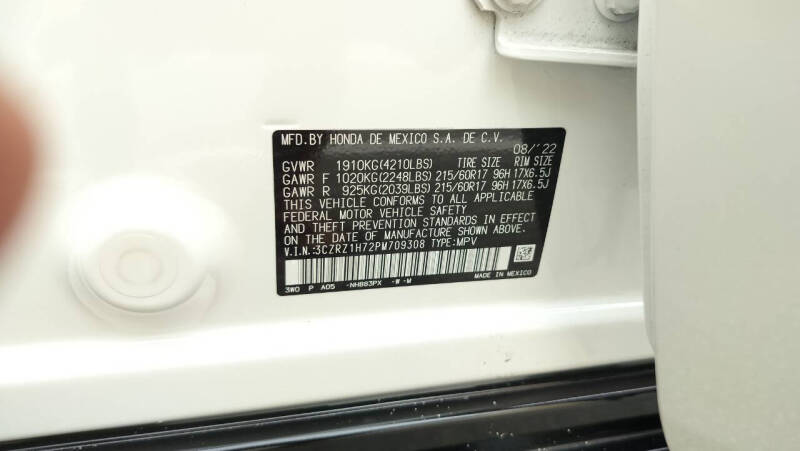 MFD.BY HONDA DE MEXICO S.A. DE C.V.
08/'22
GVWR 1910KG(4210LBS) TIRE SIZE RIM SIZE
GAWR F 1020KG(2248LBS) 215/60R17 96H 17X6.5J
GAWR R 925KG(2039LBS) 215/60R17 96H 17X6.5J
THIS VEHICLE CONFORMS TO ALL APPLICABLE
FEDERAL MOTOR VEHICLE SAFETY
AND THEFT PREVENTION STANDARDS IN EFFECT
ON THE DATE OF MANUFACTURE SHOWN ABOVE.
V.I.N.:3CZRZ1H72PM709308 TYPE:MPV
3W0 P A05 -NH883PX -W -M MADE IN MEXICO